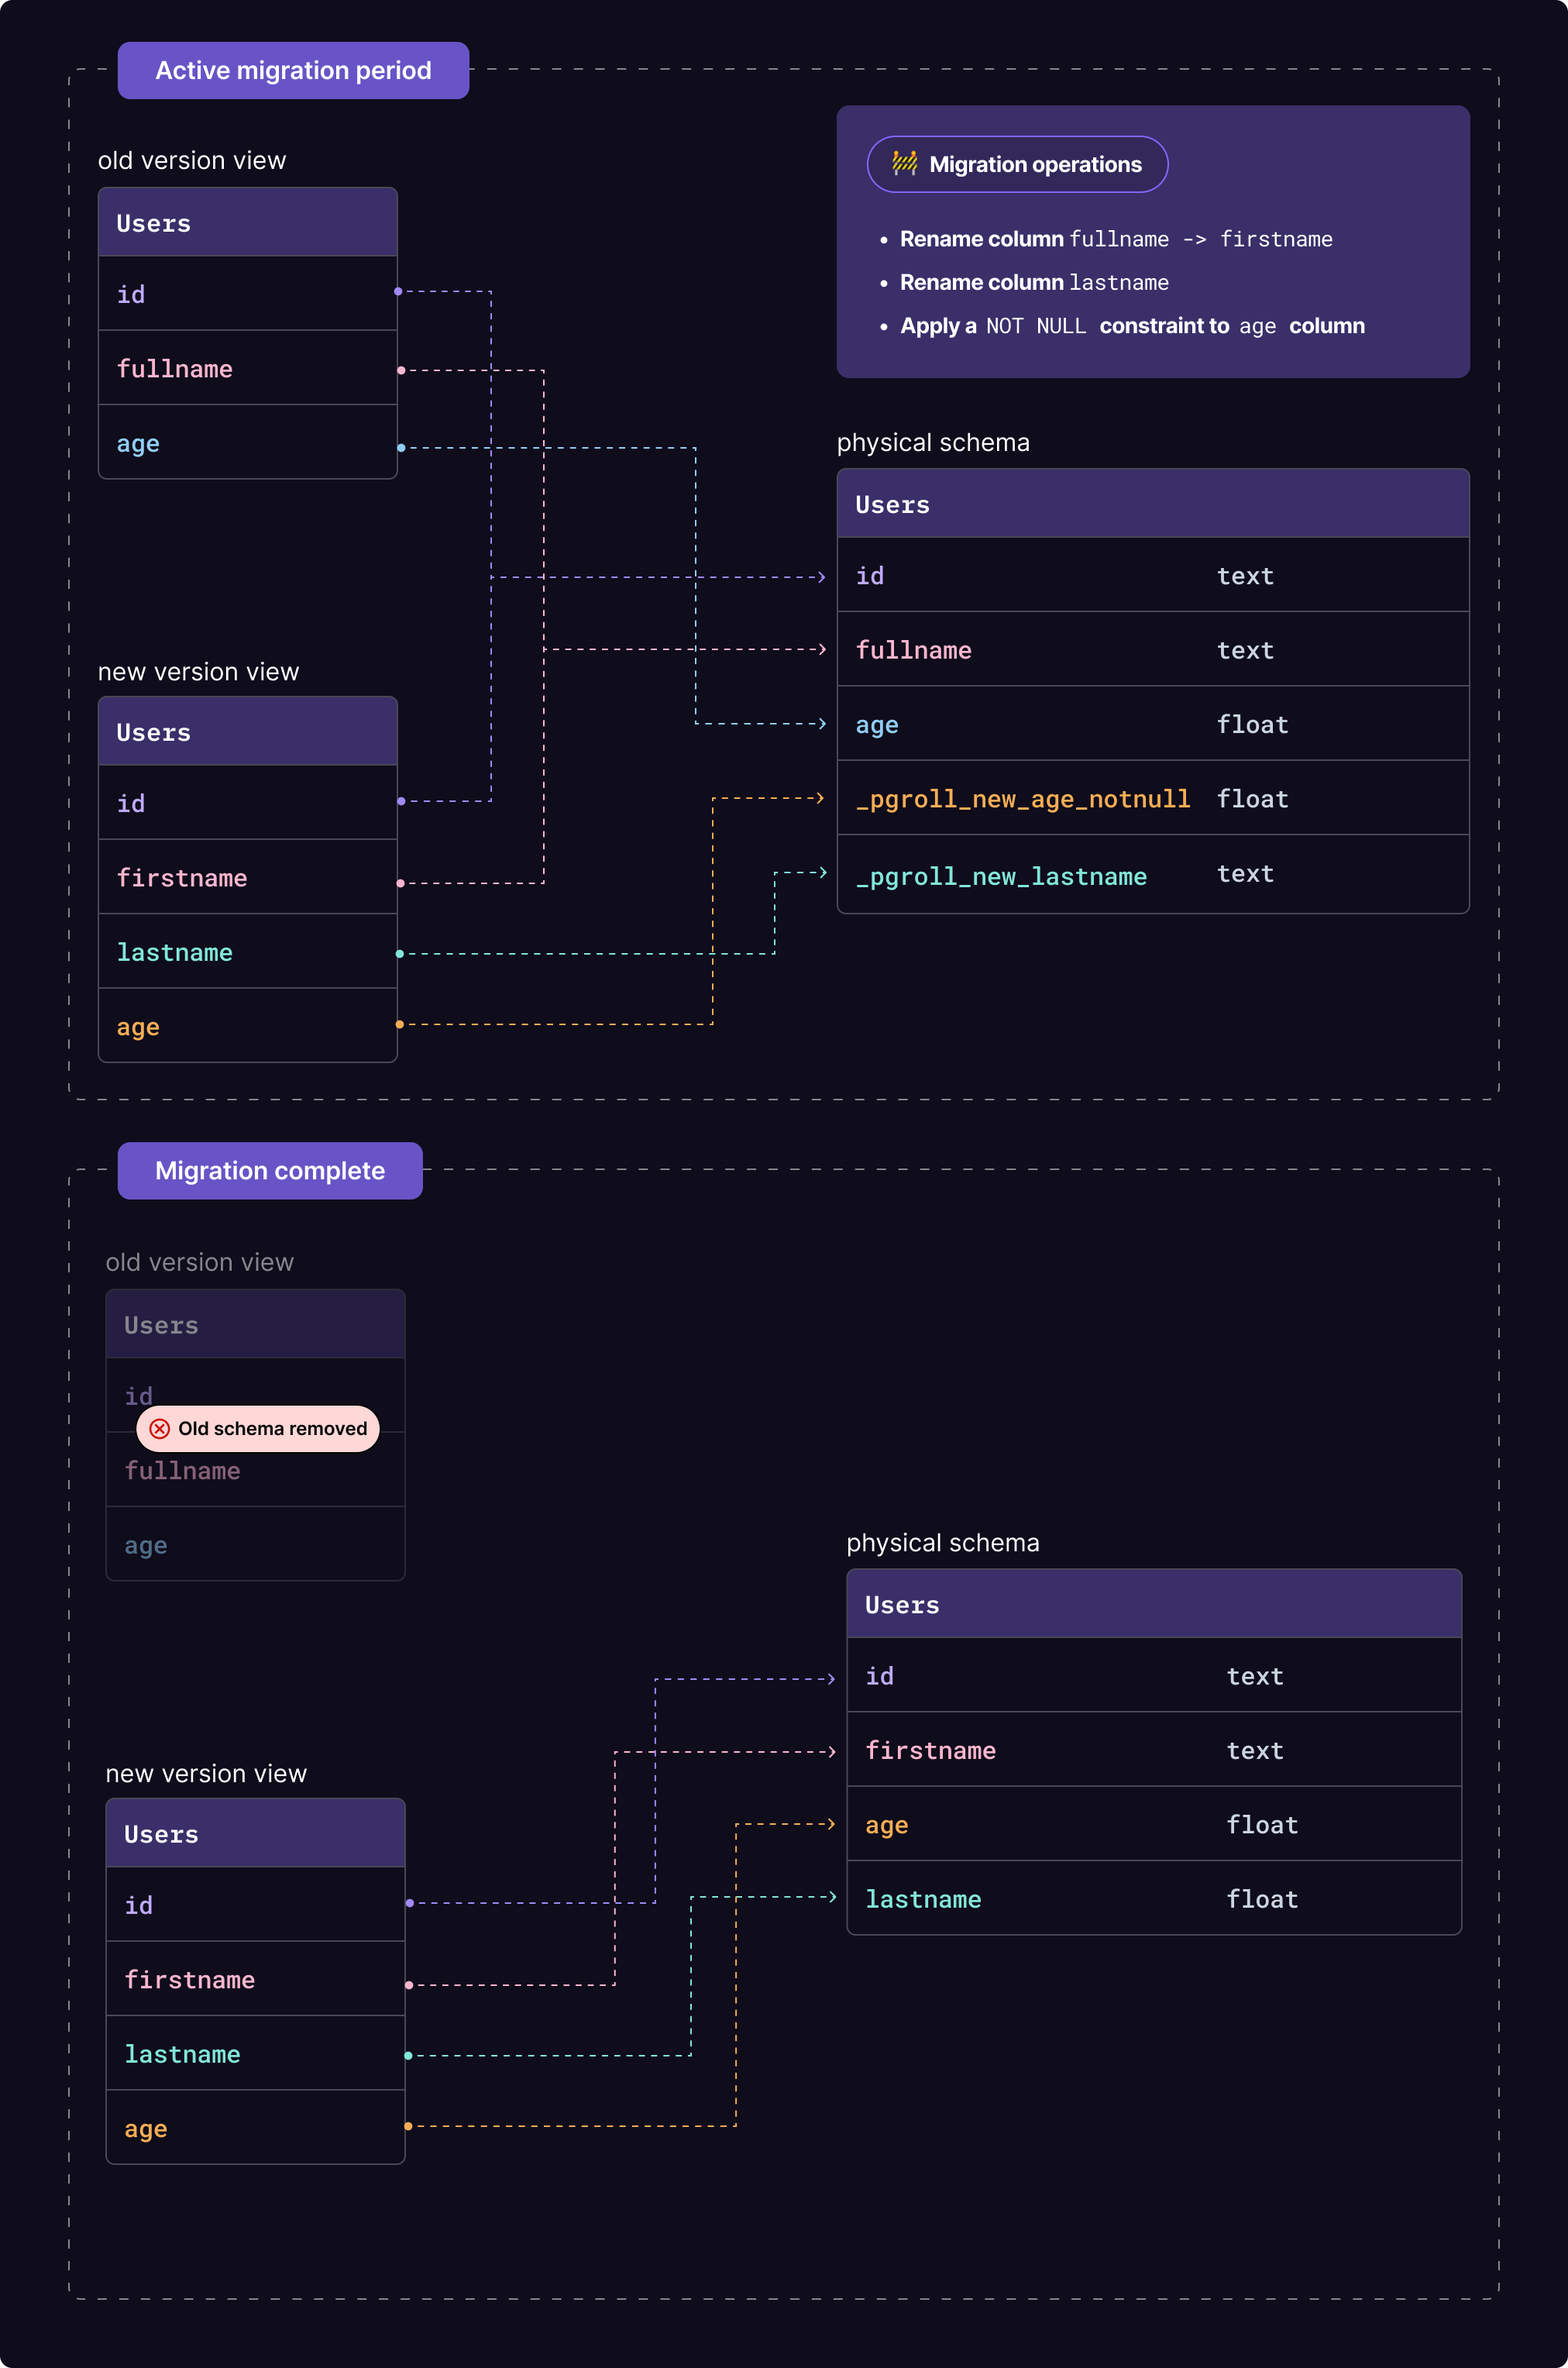 Active migration period
old version view
Users
id
fullname
age
🚧 Migration operations
• Rename column fullname -> firstname
• Rename column lastname
• Apply a NOT NULL constraint to age column
physical schema
Users
id text
fullname text
age float
_pgroll_new_age_notnull float
_pgroll_new_lastname text
new version view
Users
id
firstname
lastname
age
Migration complete
old version view
Users
id
Old schema removed
fullname
age
physical schema
Users
id text
firstname text
age float
lastname float
new version view
Users
id
firstname
lastname
age